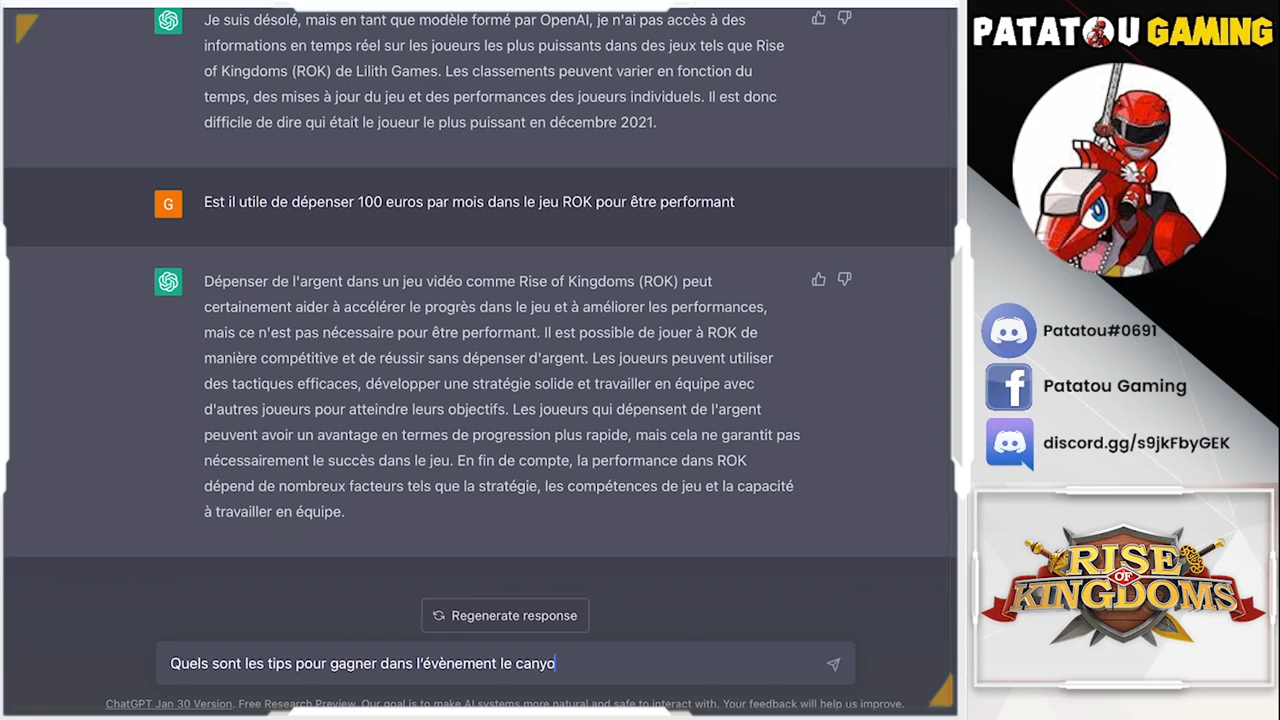 Je suis désolé, mais en tant que modèle formé par OpenAI, je n'ai pas accès à des
informations en temps réel sur les joueurs les plus puissants dans des jeux tels que Rise
of Kingdoms (ROK) de Lilith Games. Les classements peuvent varier en fonction du
temps, des mises à jour du jeu et des performances des joueurs individuels. Il est donc
difficile de dire qui était le joueur le plus puissant en décembre 2021.
G
Est il utile de dépenser 100 euros par mois dans le jeu ROK pour être performant
Dépenser de l'argent dans un jeu vidéo comme Rise of Kingdoms (ROK) peut
certainement aider à accélérer le progrès dans le jeu et à améliorer les performances,
mais ce n'est pas nécessaire pour être performant. Il est possible de jouer à ROK de
manière compétitive et de réussir sans dépenser d'argent. Les joueurs peuvent utiliser
des tactiques efficaces, développer une stratégie solide et travailler en équipe avec
d'autres joueurs pour atteindre leurs objectifs. Les joueurs qui dépensent de l'argent
peuvent avoir un avantage en termes de progression plus rapide, mais cela ne garantit pas
nécessairement le succès dans le jeu. En fin de compte, la performance dans ROK
dépend de nombreux facteurs tels que la stratégie, les compétences de jeu et la capacité
à travailler en équipe.
Regenerate response
Quels sont les tips pour gagner dans l'évènement le canyo
ChatGPT Jan 30 Version. Free Research Preview. Our goal is to make AI systems more natural and safe to interact with. Your feedback will help us improve.
PATATOU GAMING
Patatou#0691
Patatou Gaming
discord.gg/s9jkFbyGEK
RISE
OF
KINGDOMS